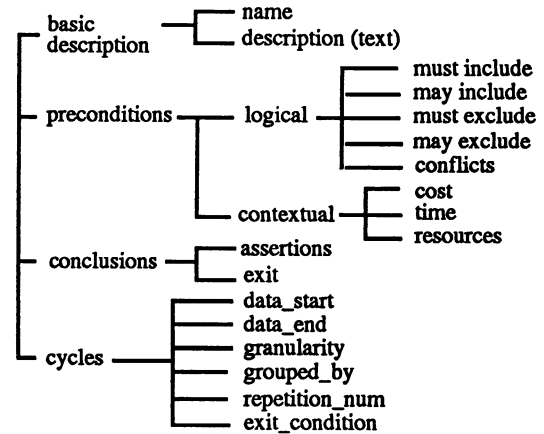 basic
description
name
description (text)
preconditions
logical
must include
may include
must exclude
may exclude
conflicts
contextual
cost
time
resources
conclusions
assertions
exit
cycles
data_start
data_end
granularity
grouped_by
repetition_num
exit_condition